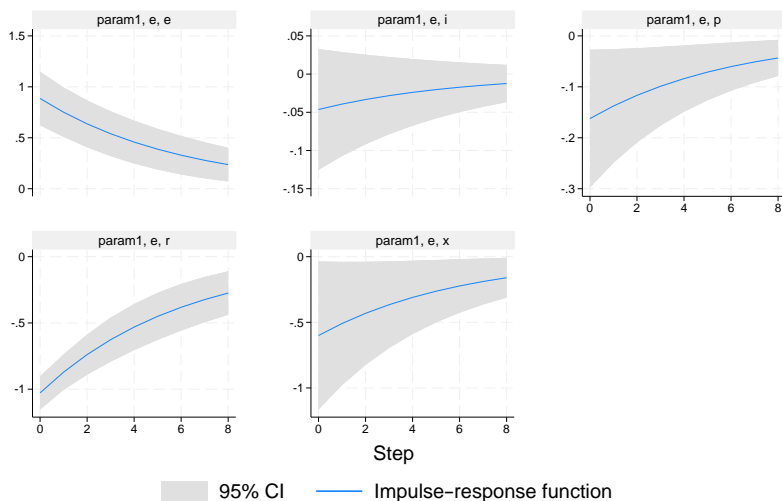 param1, e, e
1.5
1
.5
0
param1, e, i
.05
0
-.05
-.1
-.15
param1, e, p
0
-.1
-.2
-.3
0 2 4 6 8
param1, e, r
0
-.5
-1
0 2 4 6 8
param1, e, x
0
-.5
-1
0 2 4 6 8
Step
95% CI Impulse-response function